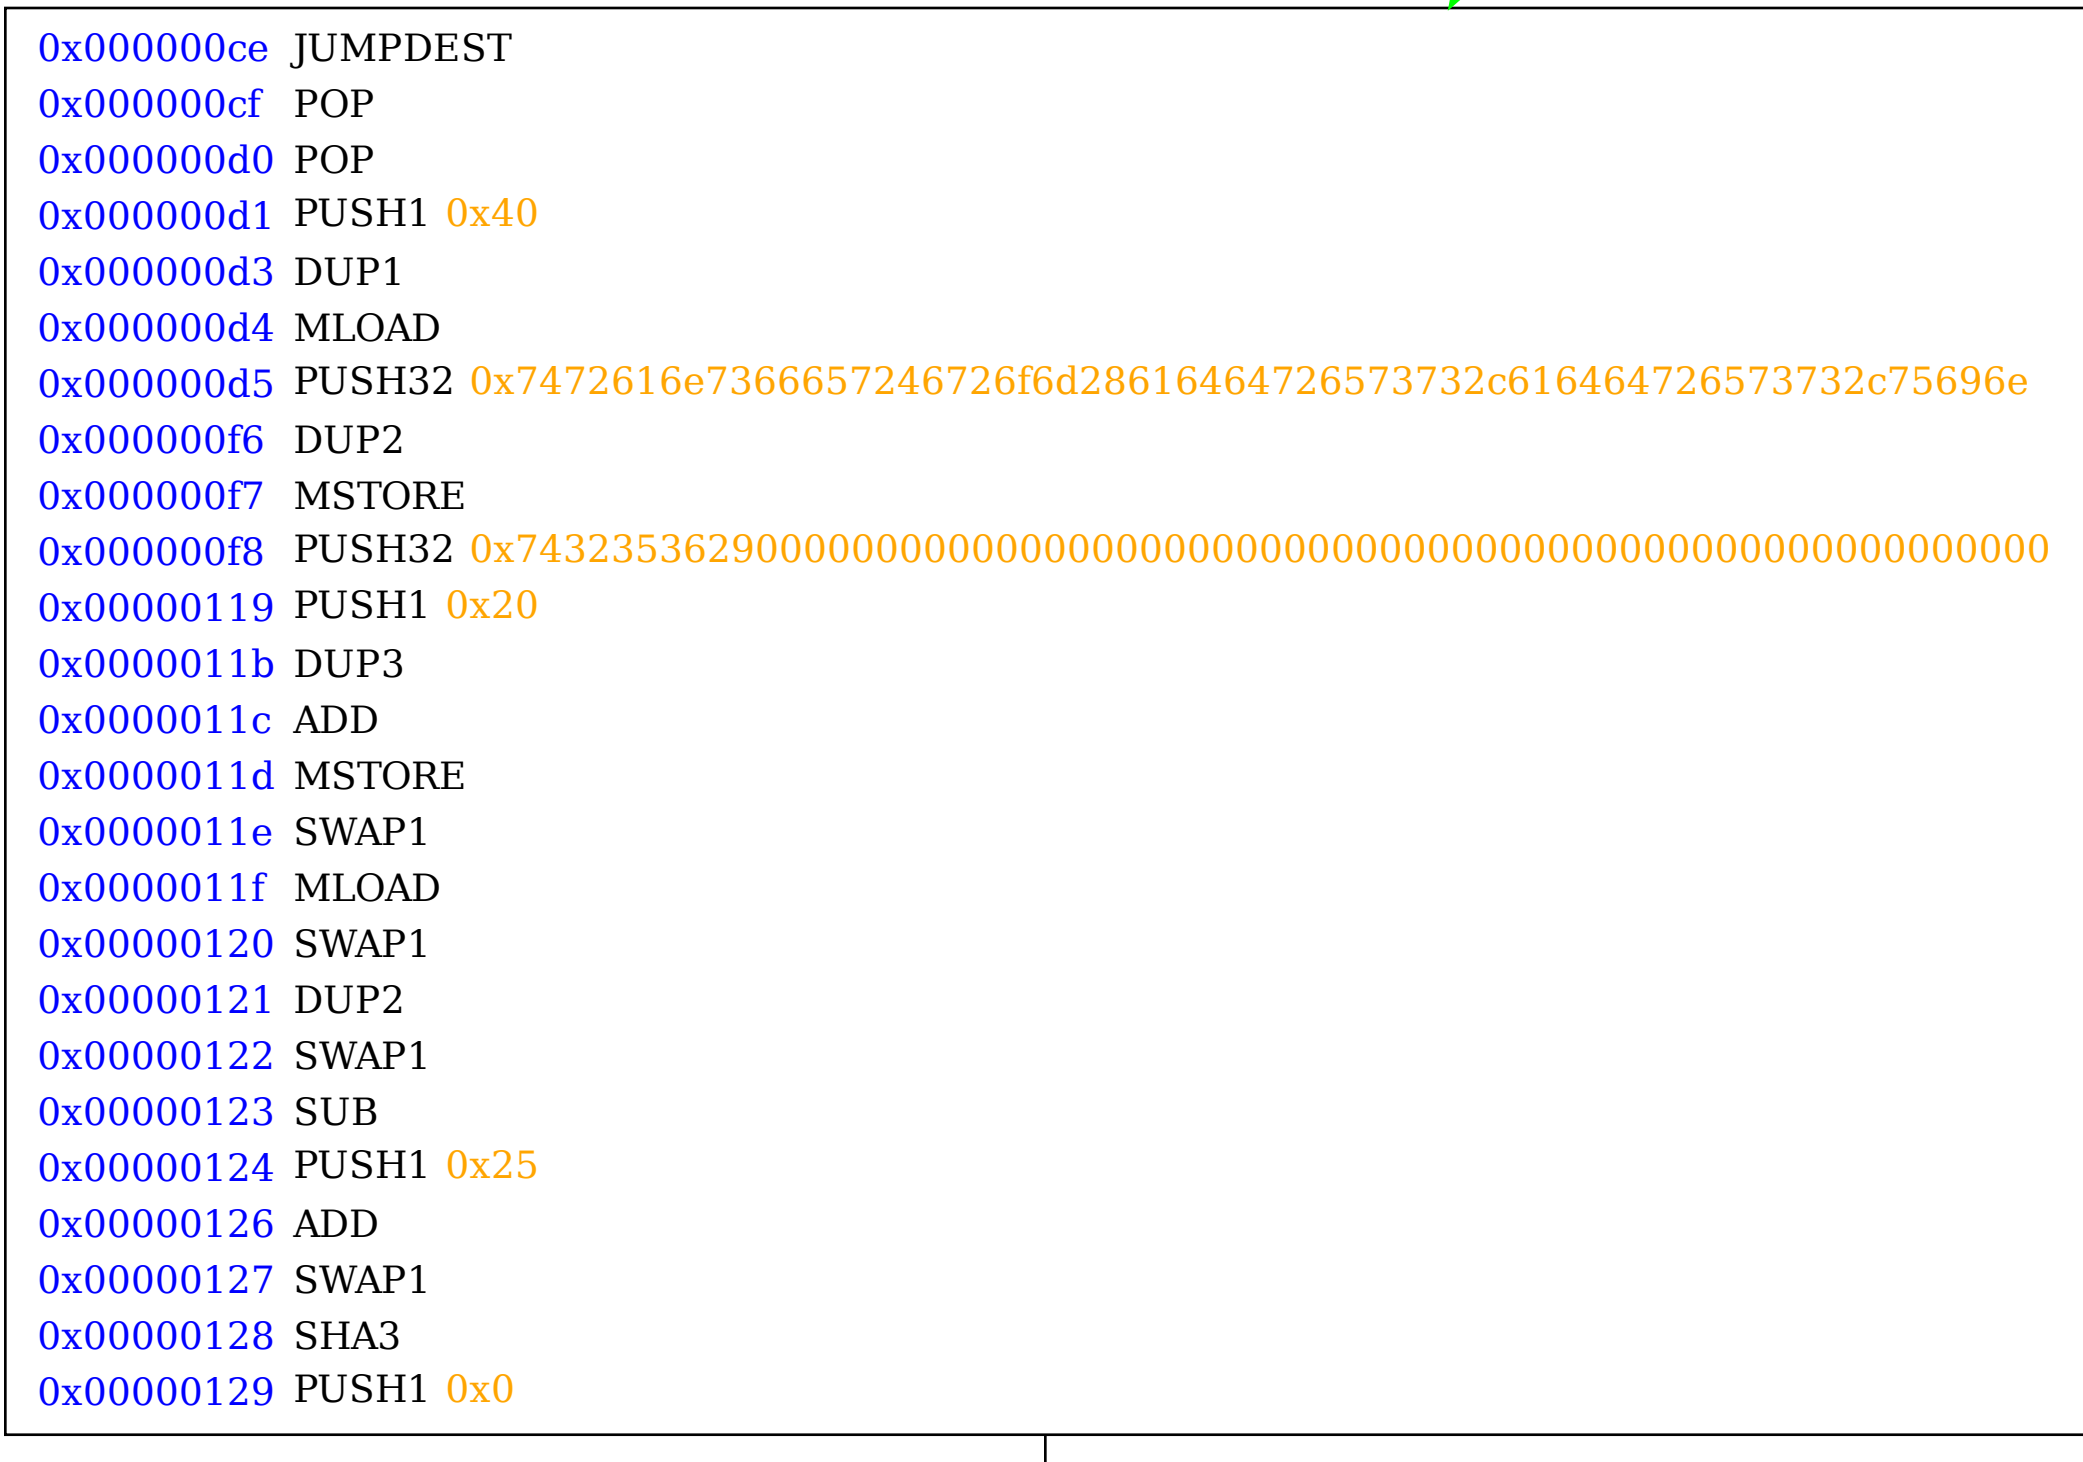 0x000000ce JUMPDEST
0x000000cf POP
0x000000d0 POP
0x000000d1 PUSH1 0x40
0x000000d3 DUP1
0x000000d4 MLOAD
0x000000d5 PUSH32 0x7472616e7366657246726f6d28616464726573732c616464726573732c75696e
0x000000f6 DUP2
0x000000f7 MSTORE
0x000000f8 PUSH32 0x7432353629000000000000000000000000000000000000000000000000000000
0x00000119 PUSH1 0x20
0x0000011b DUP3
0x0000011c ADD
0x0000011d MSTORE
0x0000011e SWAP1
0x0000011f MLOAD
0x00000120 SWAP1
0x00000121 DUP2
0x00000122 SWAP1
0x00000123 SUB
0x00000124 PUSH1 0x25
0x00000126 ADD
0x00000127 SWAP1
0x00000128 SHA3
0x00000129 PUSH1 0x0